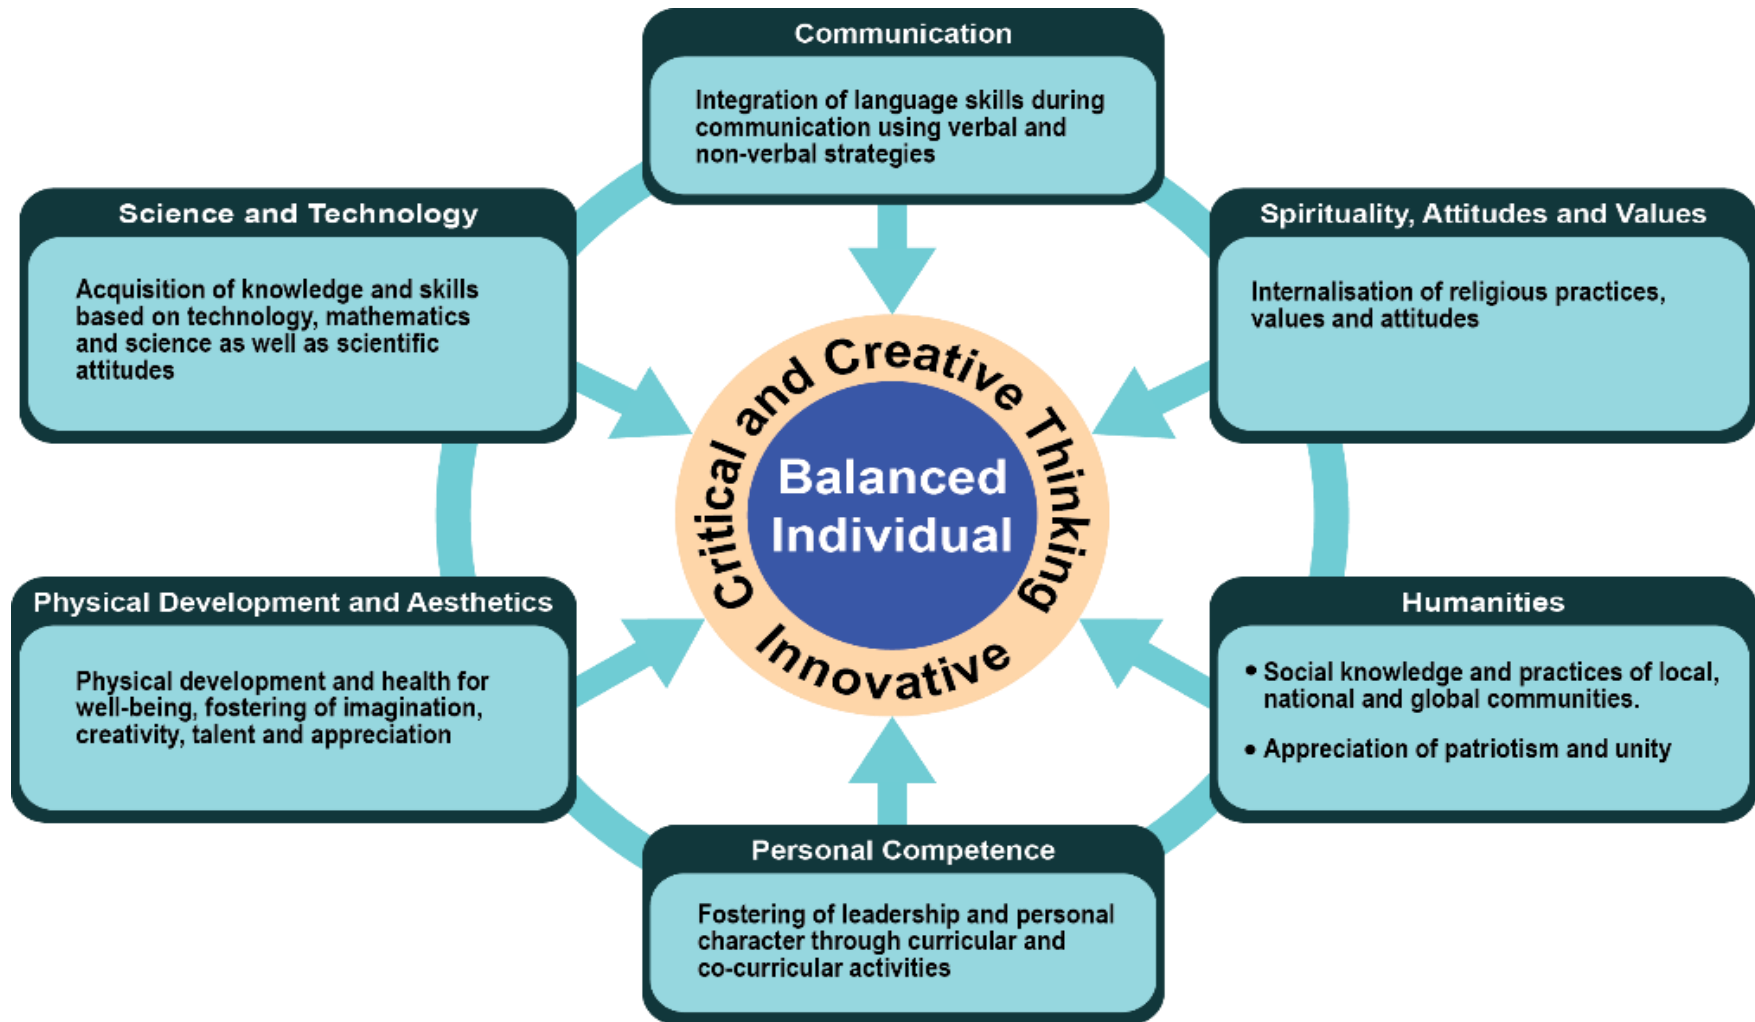 Communication
Integration of language skills during
communication using verbal and
non-verbal strategies
Science and Technology
Acquisition of knowledge and skills
based on technology, mathematics
and science as well as scientific
attitudes
Spirituality, Attitudes and Values
Internalisation of religious practices,
values and attitudes
Critical and Creative Thinking
Balanced
Individual
Innovative
Physical Development and Aesthetics
Physical development and health for
well-being, fostering of imagination,
creativity, talent and appreciation
Humanities
• Social knowledge and practices of local,
national and global communities.
• Appreciation of patriotism and unity
Personal Competence
Fostering of leadership and personal
character through curricular and
co-curricular activities